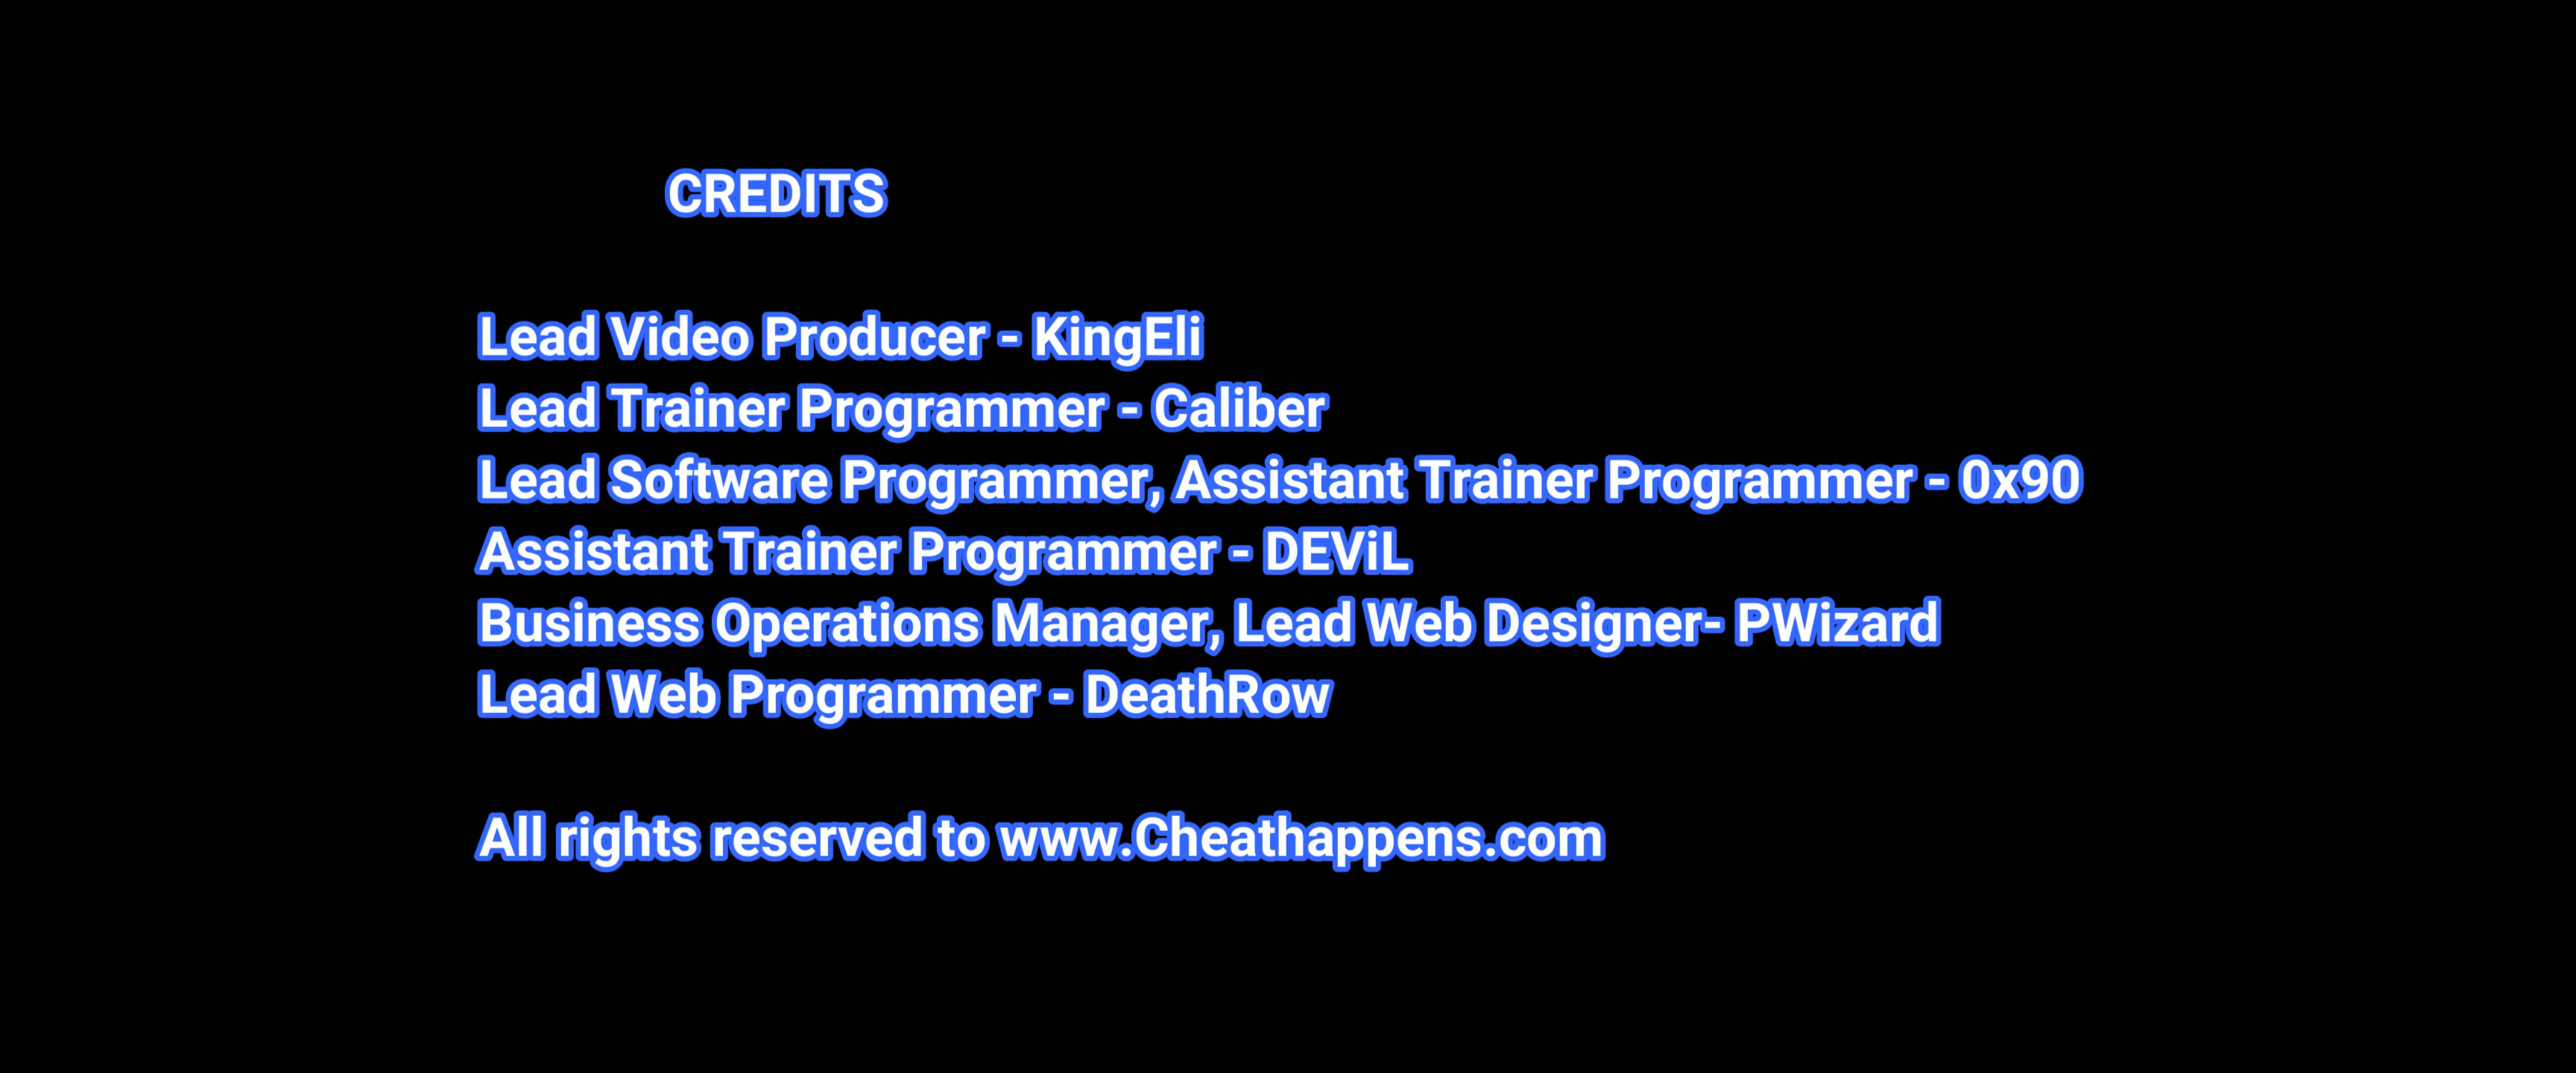 CREDITS
Lead Video Producer - KingEli
Lead Trainer Programmer - Caliber
Lead Software Programmer, Assistant Trainer Programmer - 0x90
Assistant Trainer Programmer - DEViL
Business Operations Manager, Lead Web Designer- PWizard
Lead Web Programmer - DeathRow
All rights reserved to www.Cheathappens.com